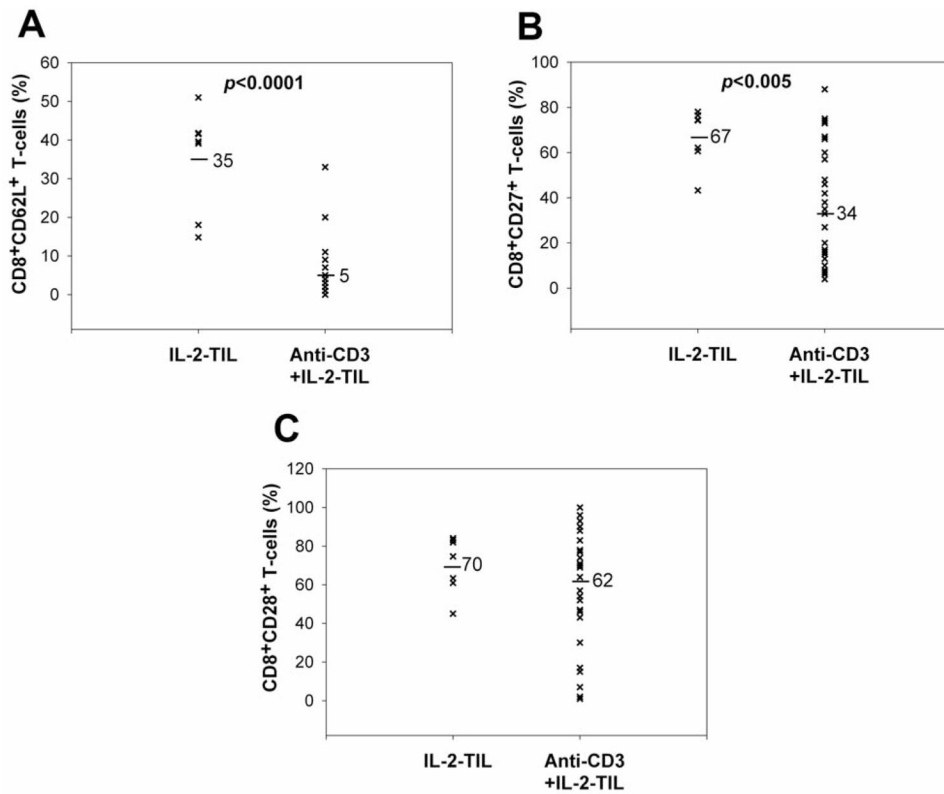 A
CD8+CD62L+ T-cells (%)
60
50
40
30
20
10
0
p<0.0001
35
5
IL-2-TIL
Anti-CD3
+IL-2-TIL
B
CD8+CD27+ T-cells (%)
100
80
60
40
20
0
p<0.005
67
34
IL-2-TIL
Anti-CD3
+IL-2-TIL
C
CD8+CD28+ T-cells (%)
120
100
80
60
40
20
0
70
62
IL-2-TIL
Anti-CD3
+IL-2-TIL